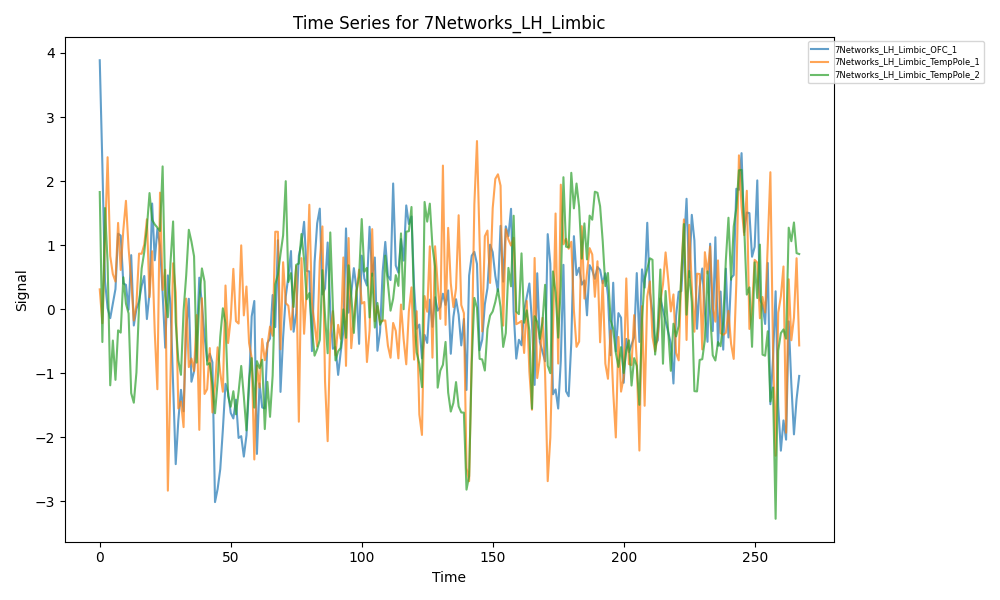 Time Series for 7Networks_LH_Limbic
7Networks_LH_Limbic_OFC_1
7Networks_LH_Limbic_TempPole_1
7Networks_LH_Limbic_TempPole_2
Signal
4
3
2
1
0
−1
−2
−3
0 50 100 150 200 250
Time